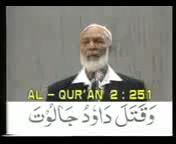 AL - QUR'AN 2:251
وَقَتَلَ دَاوُدُ جَالُوتَ